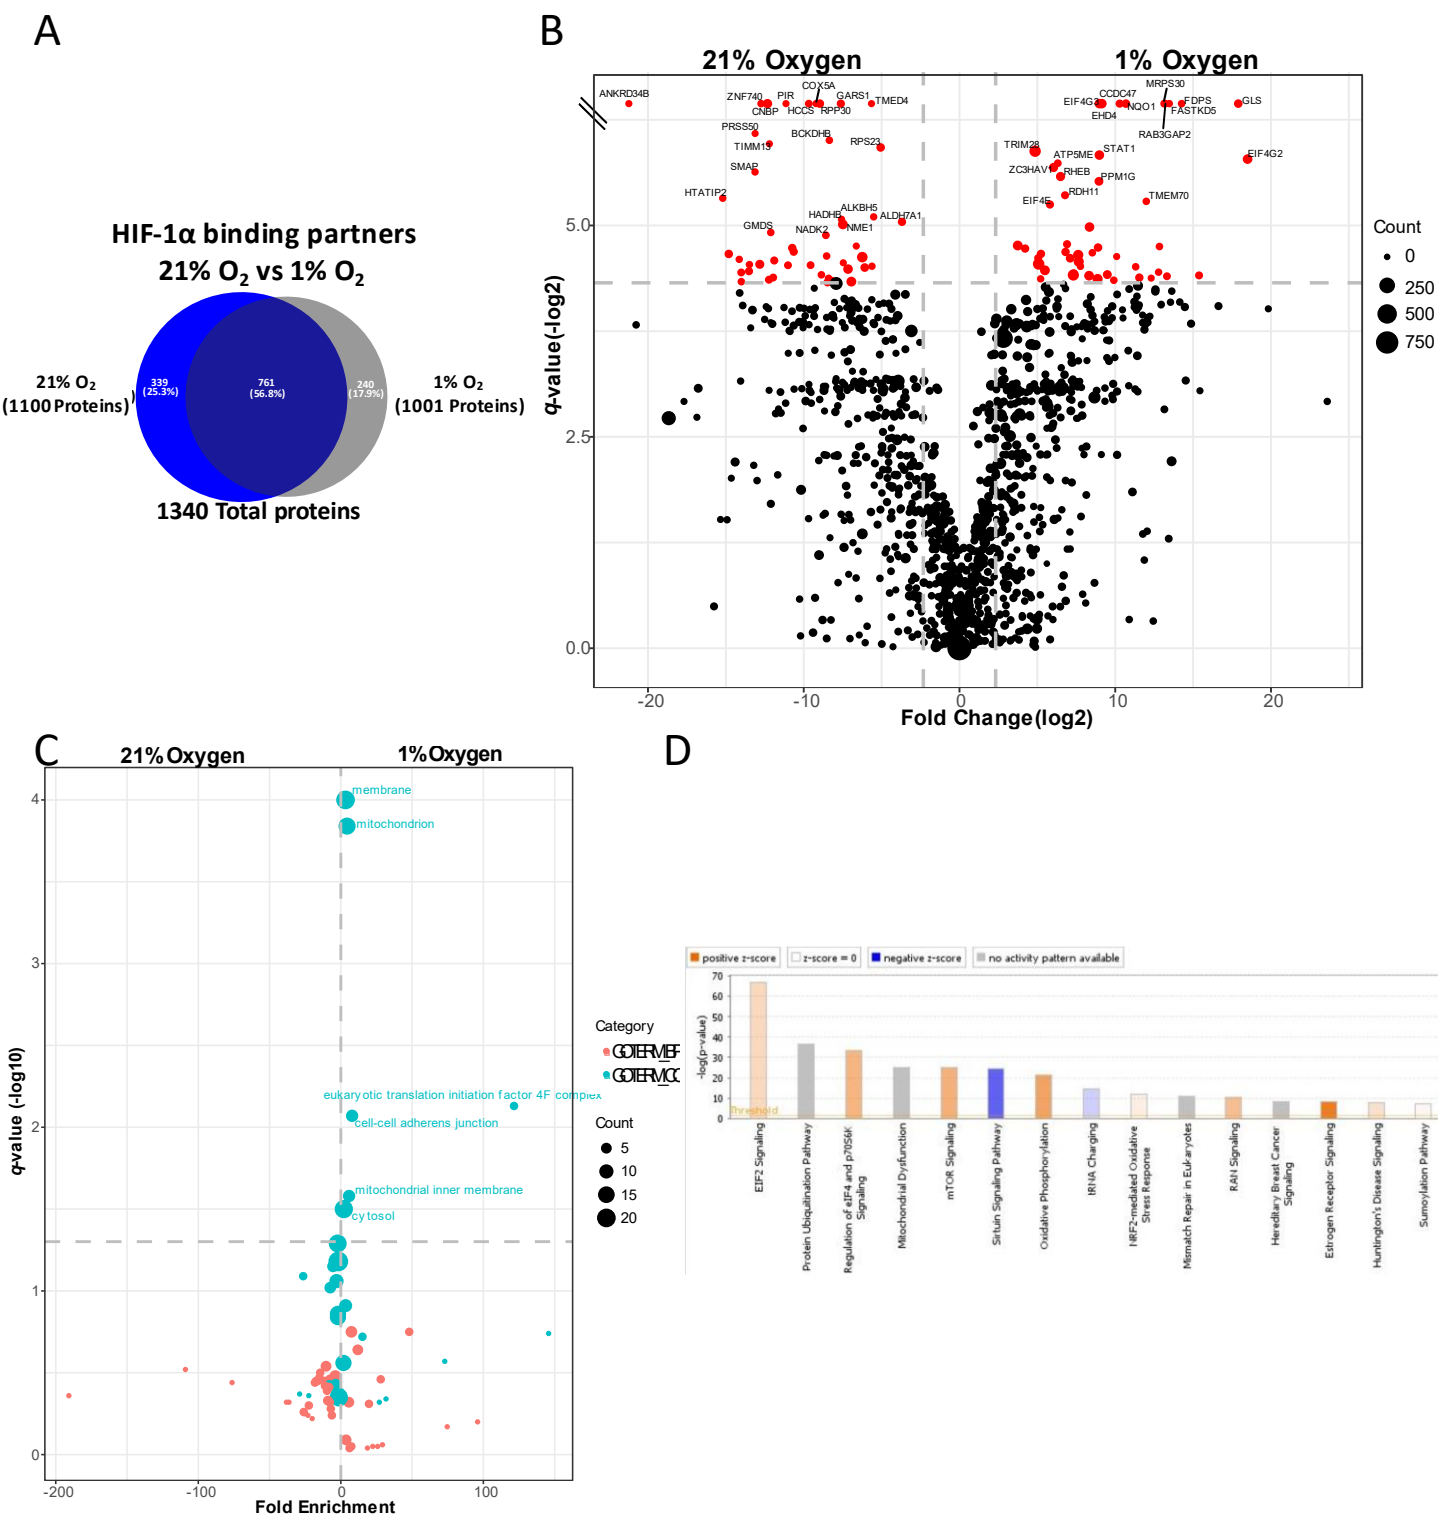 A
HIF-1α binding partners
21% O₂ vs 1% O₂
21% O₂
(1100 Proteins)
339
(25.3%)
761
(56.8%)
240
(17.9%)
1% O₂
(1001 Proteins)
1340 Total proteins
B
21% Oxygen
1% Oxygen
ANKRD34B
ZNF740
CNBP
PIR
COX5A
HCCS
RPP30
GARS1
TMED4
PRSS50
TIMM13
BCKDHB
RPS23
SMAP
HTATIP2
GMDS
HADHB
ALKBH5
NME1
ALDH7A1
NADK2
MRPS30
EIF4G3
CCDC47
EHD4
NQO1
FDPS
FASTKD5
RAB3GAP2
GLS
TRIM28
ATP5ME
STAT1
EIF4G2
ZC3HAV1
RHEB
PPM1G
RDH11
EIF4E
TMEM70
5.0
2.5
0.0
q-value(-log2)
-20
-10
0
10
20
Fold Change(log2)
Count
0
250
500
750
C
21%Oxygen
1%Oxygen
membrane
mitochondrion
eukaryotic translation initiation factor 4F complex
cell-cell adherens junction
mitochondrial inner membrane
cytosol
4
3
2
1
0
q-value (-log10)
-200
-100
0
100
Fold Enrichment
Category
GOTERM_BP
GOTERM_CC
Count
5
10
15
20
D
positive z-score
z-score = 0
negative z-score
no activity pattern available
70
60
50
40
30
20
10
0
-log(p-value)
Threshold
EIF2 Signaling
Protein Ubiquitination Pathway
Regulation of eIF4 and p70S6K
Signaling
Mitochondrial Dysfunction
mTOR Signaling
Sirtuin Signaling Pathway
Oxidative Phosphorylation
tRNA Charging
NRF2-mediated Oxidative
Stress Response
Mismatch Repair in Eukaryotes
RAN Signaling
Hereditary Breast Cancer
Signaling
Estrogen Receptor Signaling
Huntington's Disease Signaling
Sumoylation Pathway